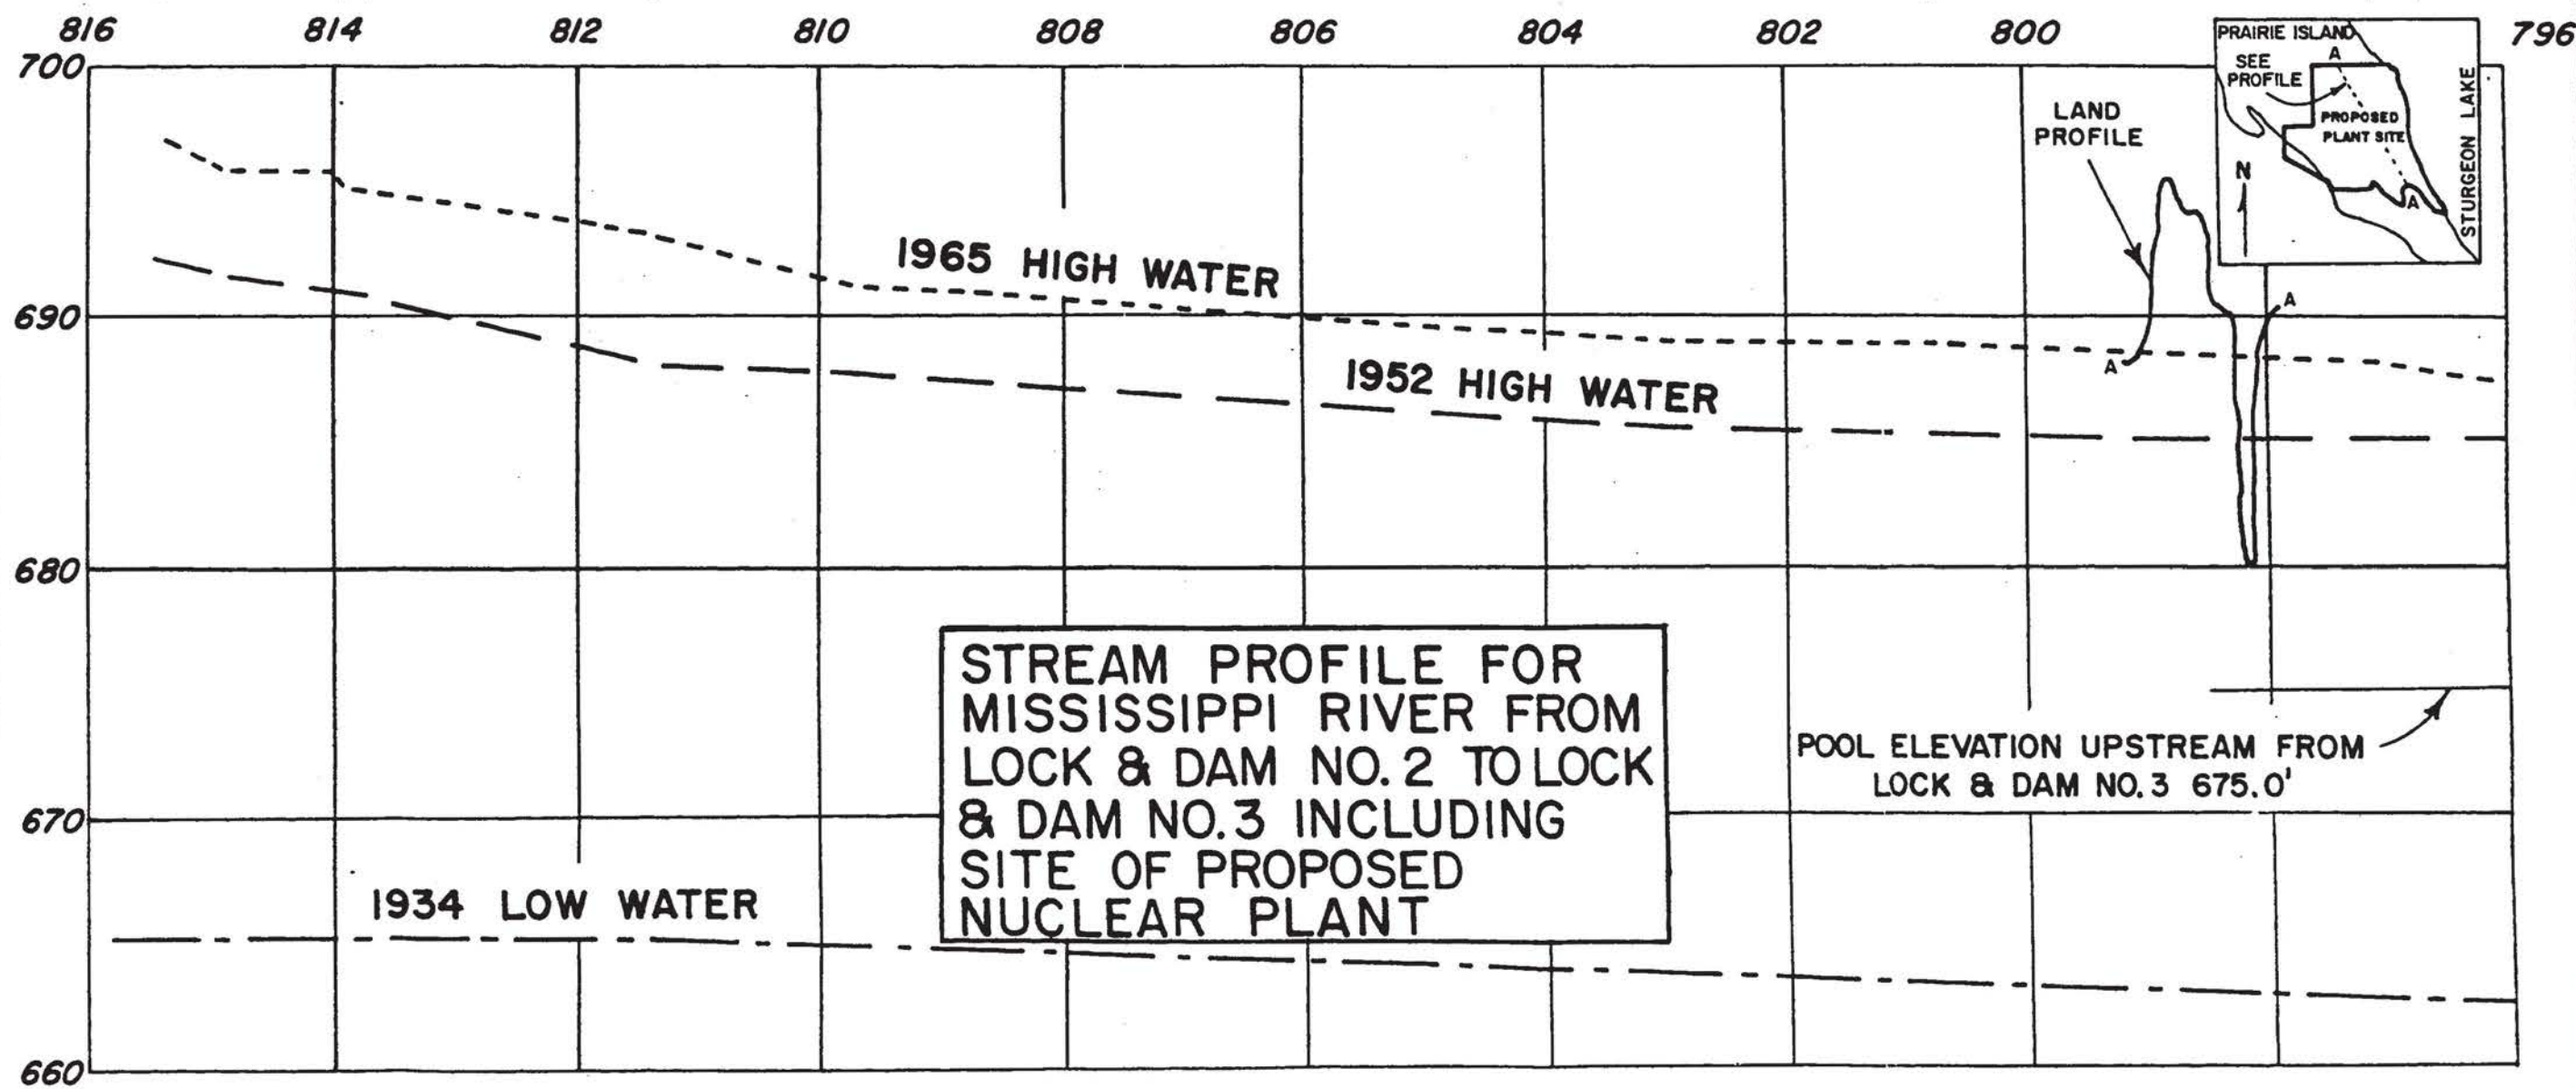 816 814 812 810 808 806 804 802 800 796
700
690
680
670
660
PRAIRIE ISLAND
A
SEE
PROFILE
PROPOSED
PLANT SITE
N
A
STURGEON LAKE
LAND
PROFILE
1965 HIGH WATER
A
A
1952 HIGH WATER
STREAM PROFILE FOR
MISSISSIPPI RIVER FROM
LOCK & DAM NO. 2 TO LOCK
& DAM NO. 3 INCLUDING
SITE OF PROPOSED
NUCLEAR PLANT
POOL ELEVATION UPSTREAM FROM
LOCK & DAM NO. 3 675.0'
1934 LOW WATER